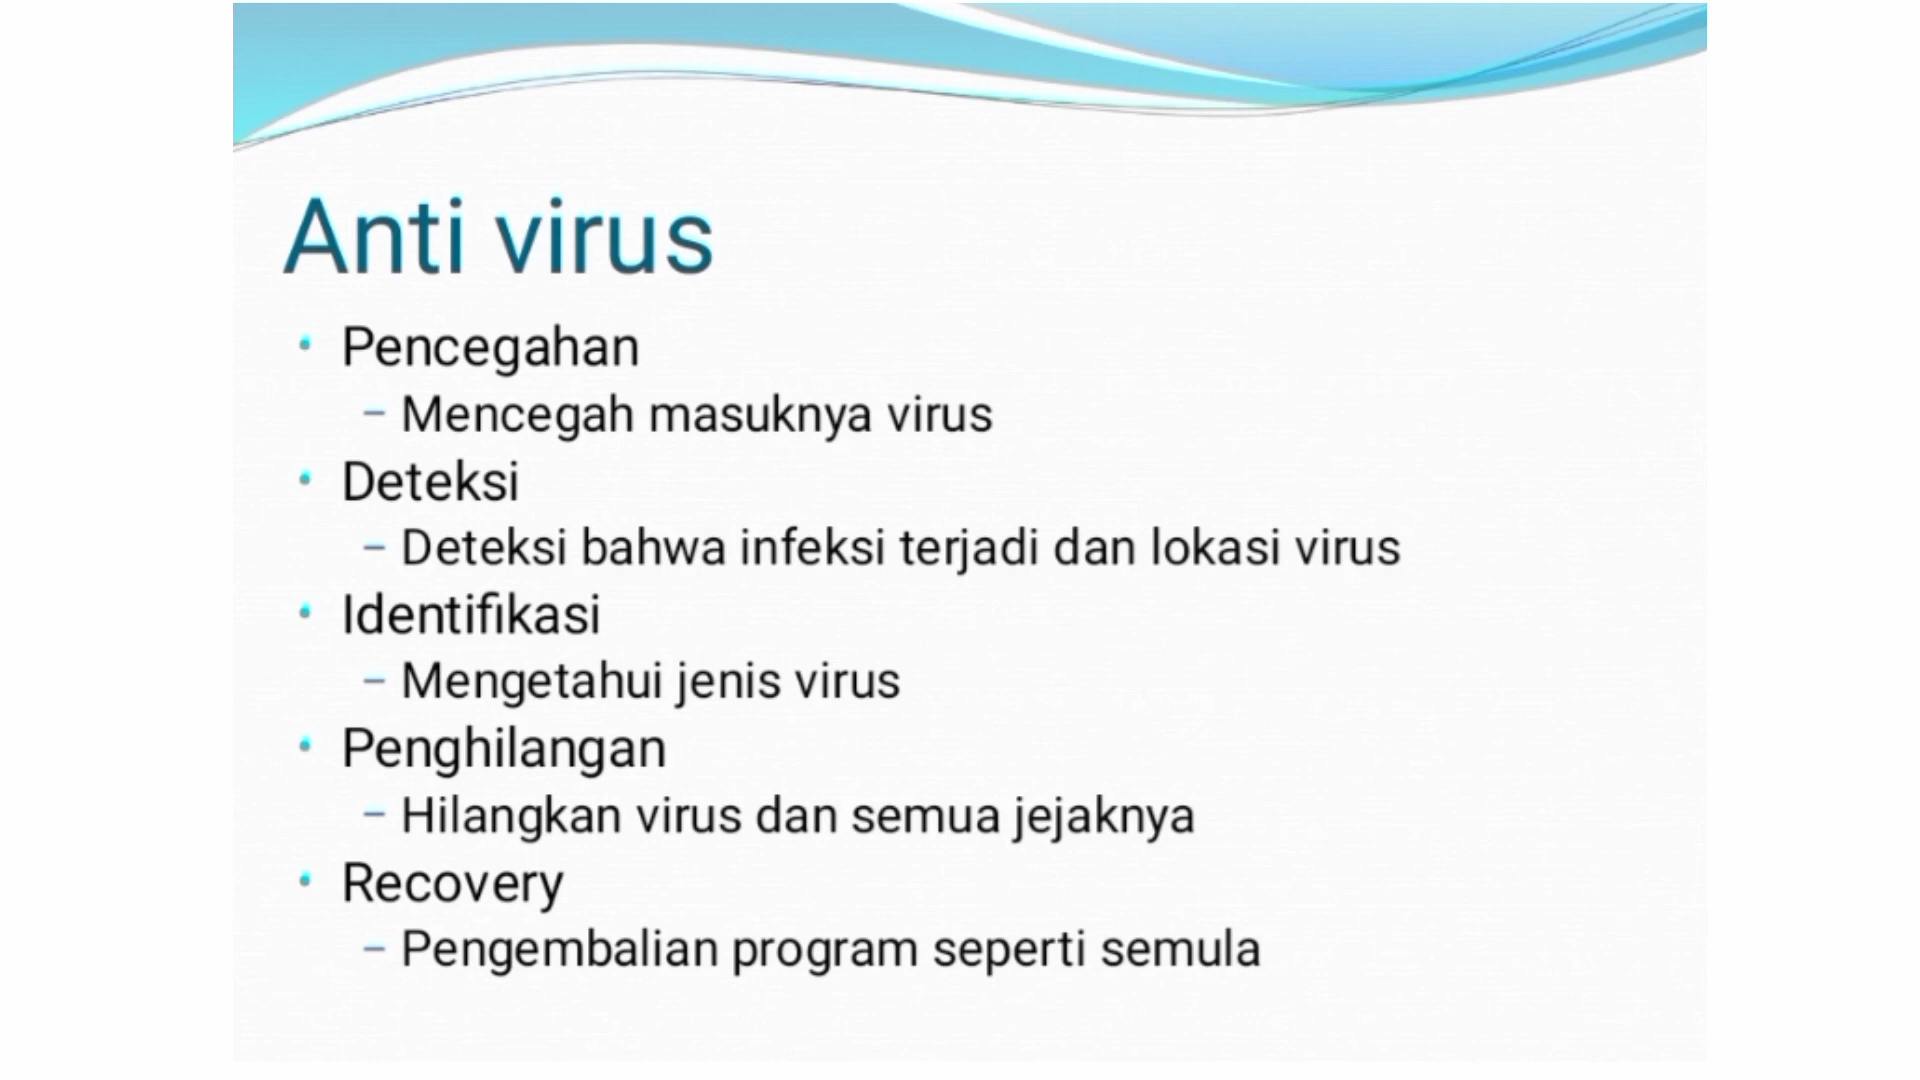 Anti virus
• Pencegahan
– Mencegah masuknya virus
• Deteksi
– Deteksi bahwa infeksi terjadi dan lokasi virus
• Identifikasi
– Mengetahui jenis virus
• Penghilangan
– Hilangkan virus dan semua jejaknya
• Recovery
– Pengembalian program seperti semula